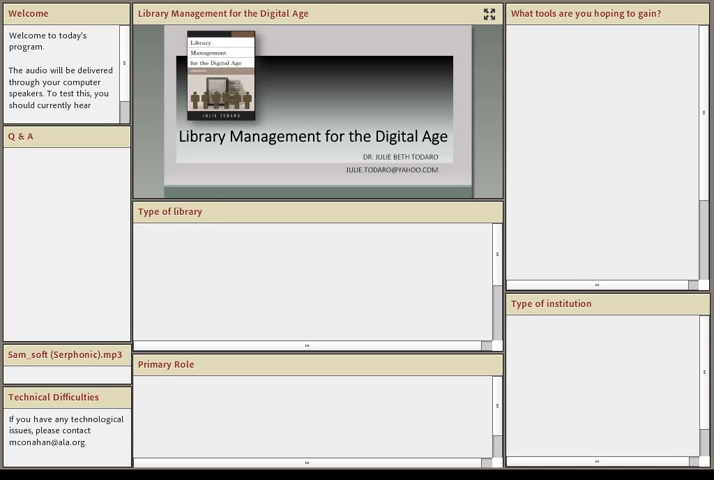 Welcome
Welcome to today's
program.
The audio will be delivered
through your computer
speakers. To test this, you
should currently hear
Q & A
5am_soft (Serphonic).mp3
Technical Difficulties
If you have any technological
issues, please contact
mconahan@ala.org.
Library Management for the Digital Age
Library
Management
for the Digital Age
JULIE TODARO
Library Management for the Digital Age
DR. JULIE BETH TODARO
JULIE.TODARO@YAHOO.COM
Type of library
Primary Role
What tools are you hoping to gain?
Type of institution